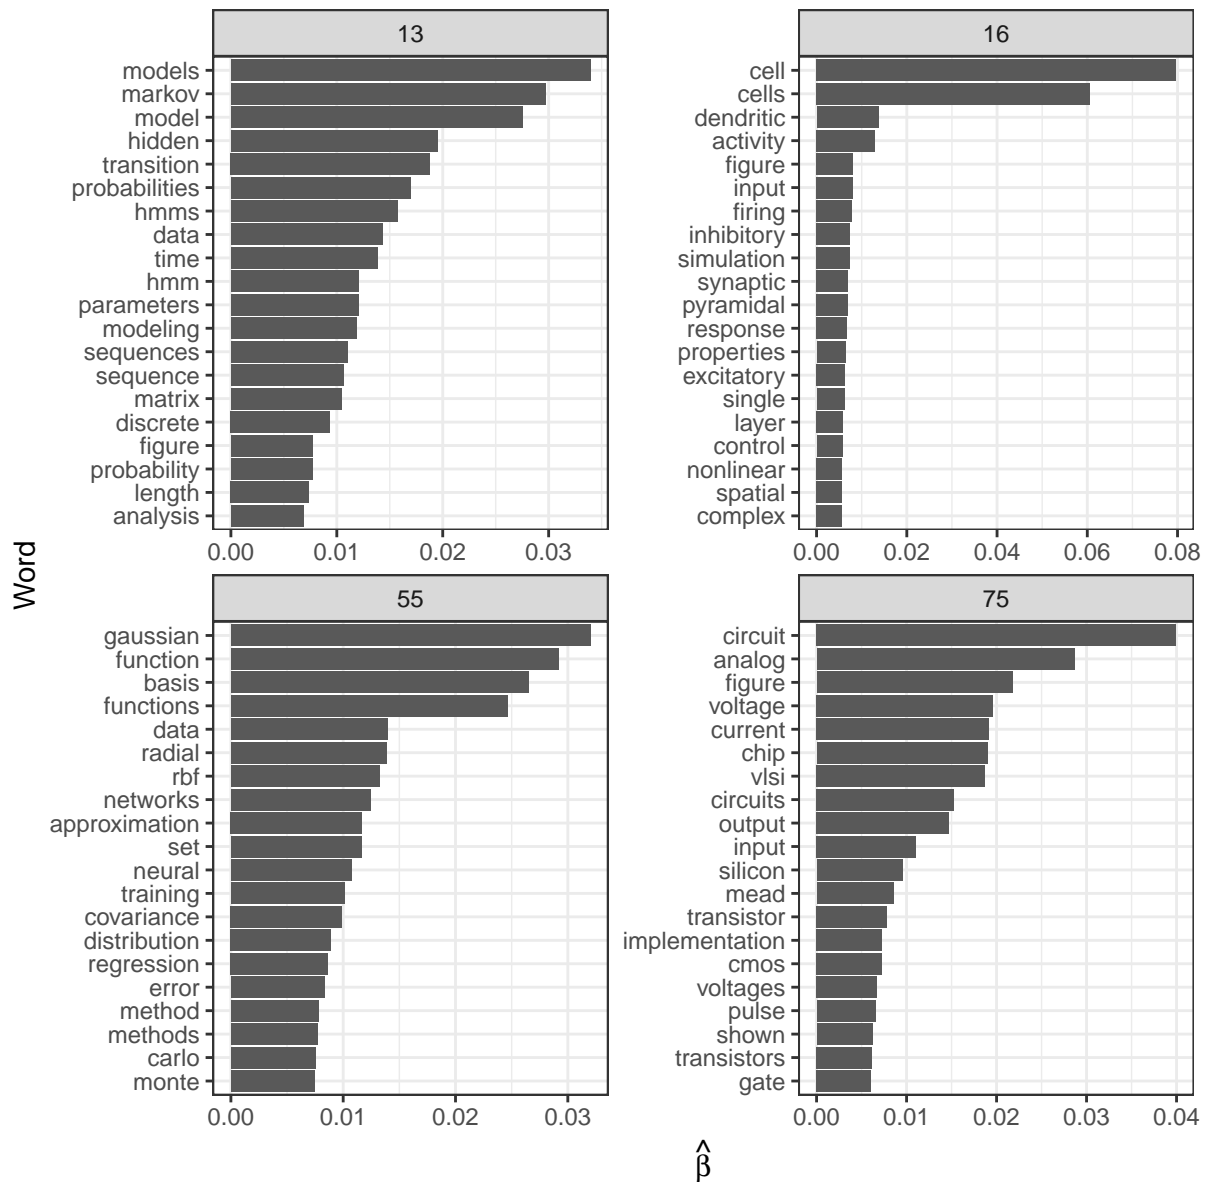 13
models
markov
model
hidden
transition
probabilities
hmms
data
time
hmm
parameters
modeling
sequences
sequence
matrix
discrete
figure
probability
length
analysis
0.00 0.01 0.02 0.03
16
cell
cells
dendritic
activity
figure
input
firing
inhibitory
simulation
synaptic
pyramidal
response
properties
excitatory
single
layer
control
nonlinear
spatial
complex
0.00 0.02 0.04 0.06 0.08
Word
55
gaussian
function
basis
functions
data
radial
rbf
networks
approximation
set
neural
training
covariance
distribution
regression
error
method
methods
carlo
monte
0.00 0.01 0.02 0.03
75
circuit
analog
figure
voltage
current
chip
vlsi
circuits
output
input
silicon
mead
transistor
implementation
cmos
voltages
pulse
shown
transistors
gate
0.00 0.01 0.02 0.03 0.04
β̂